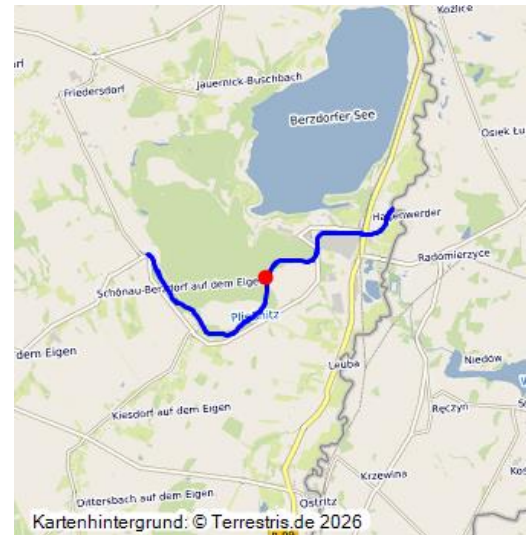 Kozlice
Jauernick-Buschbach
Friedersdorf
Berzdorfer See
Osiek Łu
Hagenwerder
Radomierzyce
Schönau-Berzdorf auf dem Eigen
Pließnitz
dem Eigen
Leuba
Niedów
Kiesdorf auf dem Eigen
Ręczyn
Krzewina
Dittersbach auf dem Eigen
Ostritz
Kartenhintergrund: © Terrestris.de 2026